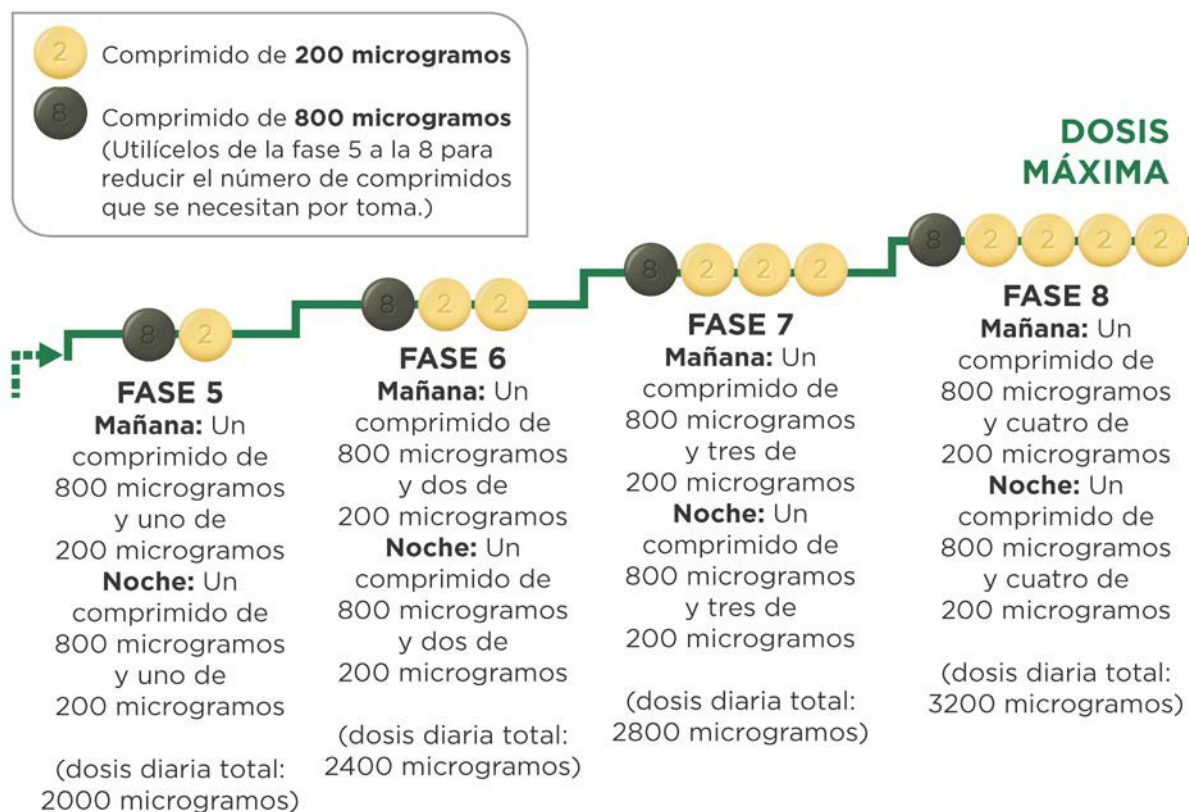 2
Comprimido de 200 microgramos
8
Comprimido de 800 microgramos
(Utilícelos de la fase 5 a la 8 para
reducir el número de comprimidos
que se necesitan por toma.)
DOSIS
MÁXIMA
8 2
FASE 5
Mañana: Un
comprimido de
800 microgramos
y uno de
200 microgramos
Noche: Un
comprimido de
800 microgramos
y uno de
200 microgramos
(dosis diaria total:
2000 microgramos)
8 2 2
FASE 6
Mañana: Un
comprimido de
800 microgramos
y dos de
200 microgramos
Noche: Un
comprimido de
800 microgramos
y dos de
200 microgramos
(dosis diaria total:
2400 microgramos)
8 2 2 2
FASE 7
Mañana: Un
comprimido de
800 microgramos
y tres de
200 microgramos
Noche: Un
comprimido de
800 microgramos
y tres de
200 microgramos
(dosis diaria total:
2800 microgramos)
8 2 2 2 2
FASE 8
Mañana: Un
comprimido de
800 microgramos
y cuatro de
200 microgramos
Noche: Un
comprimido de
800 microgramos
y cuatro de
200 microgramos
(dosis diaria total:
3200 microgramos)